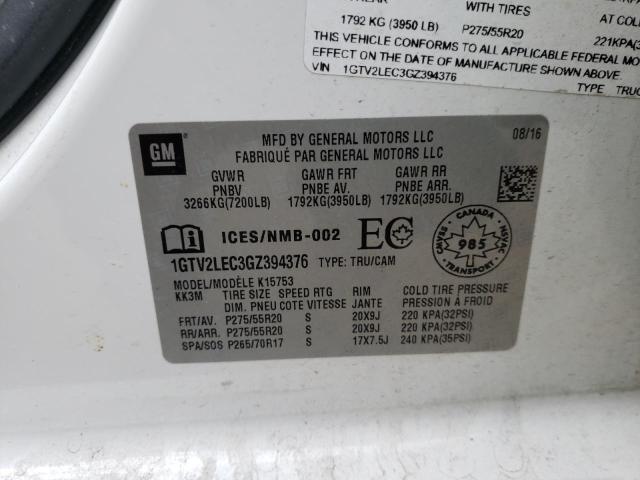 1792 KG (3950 LB)
WITH TIRES
P275/55R20
AT COL
221KPA(3
THIS VEHICLE CONFORMS TO ALL APPLICABLE FEDERAL MO
EFFECT ON THE DATE OF MANUFACTURE SHOWN ABOVE.
VIN 1GTV2LEC3GZ394376
TYPE TRUC
GM
MFD BY GENERAL MOTORS LLC
FABRIQUÉ PAR GENERAL MOTORS LLC
08/16
GVWR GAWR FRT GAWR RR
PNBV PNBE AV. PNBE ARR.
3266KG(7200LB) 1792KG(3950LB) 1792KG(3950LB)
ICES/NMB-002 EC
CANADA
CMVSS NSVAC
985
TRANSPORT
1GTV2LEC3GZ394376 TYPE: TRU/CAM
MODEL/MODÈLE K15753
KK3M TIRE SIZE SPEED RTG RIM COLD TIRE PRESSURE
DIM. PNEU COTE VITESSE JANTE PRESSION À FROID
FRT/AV. P275/55R20 S 20X9J 220 KPA(32PSI)
RR/ARR. P275/55R20 S 20X9J 220 KPA(32PSI)
SPA/SOS P265/70R17 S 17X7.5J 240 KPA(35PSI)